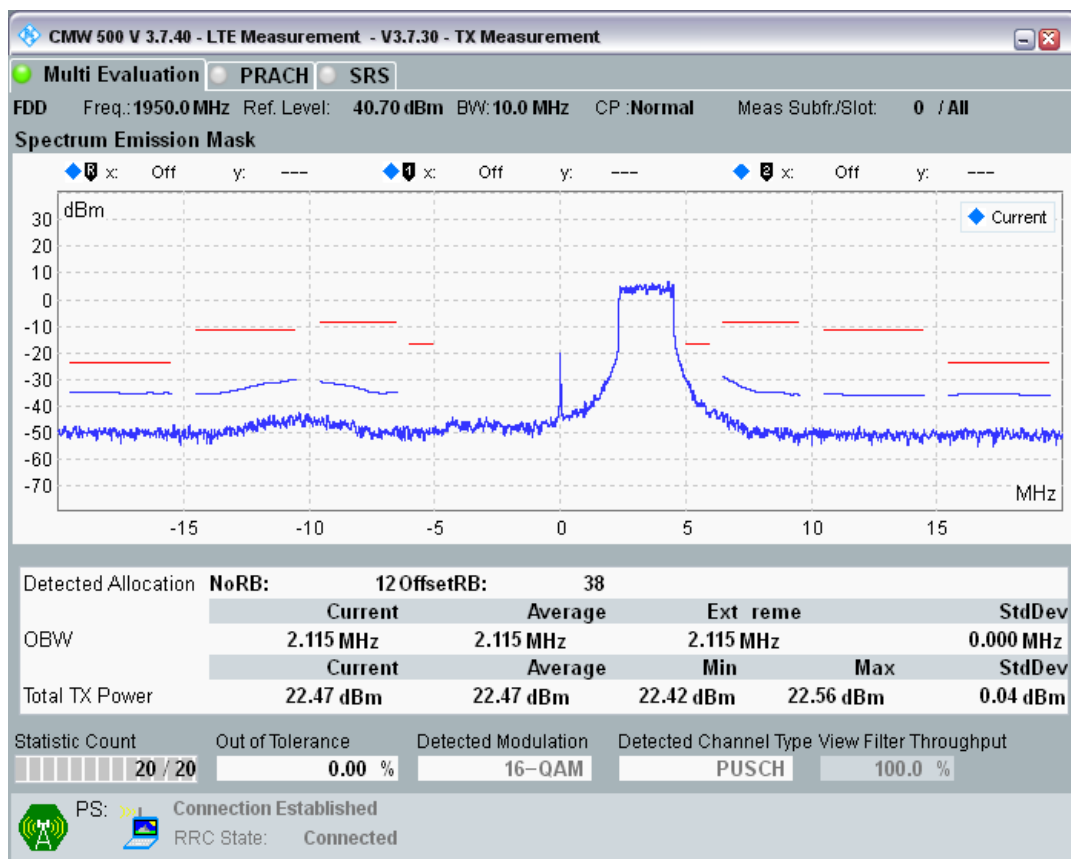 CMW 500 V 3.7.40 - LTE Measurement - V3.7.30 - TX Measurement
Multi Evaluation PRACH SRS
FDD Freq.: 1950.0 MHz Ref. Level: 40.70 dBm BW: 10.0 MHz CP :Normal Meas Subfr./Slot: 0 / All
Spectrum Emission Mask
R x: Off y: --- 1 x: Off y: --- 2 x: Off y: ---
dBm
Current
30
20
10
0
-10
-20
-30
-40
-50
-60
-70
MHz
-15 -10 -5 0 5 10 15
Detected Allocation NoRB: 12 OffsetRB: 38
Current Average Ext reme StdDev
OBW 2.115 MHz 2.115 MHz 2.115 MHz 0.000 MHz
Current Average Min Max StdDev
Total TX Power 22.47 dBm 22.47 dBm 22.42 dBm 22.56 dBm 0.04 dBm
Statistic Count Out of Tolerance Detected Modulation Detected Channel Type View Filter Throughput
20 / 20 0.00 % 16-QAM PUSCH 100.0 %
PS: Connection Established
RRC State: Connected